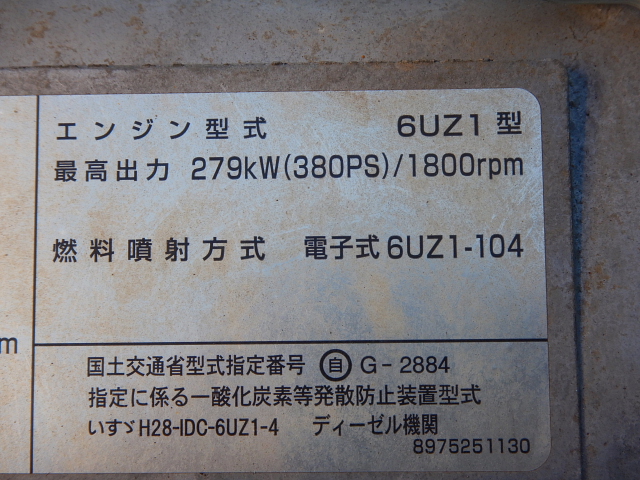 エンジン型式 6UZ1型
最高出力 279kW(380PS)/1800rpm
燃料噴射方式 電子式6UZ1-104
m
国土交通省型式指定番号 自 G-2884
指定に係る一酸化炭素等発散防止装置型式
いすゞH28-IDC-6UZ1-4 ディーゼル機関
8975251130